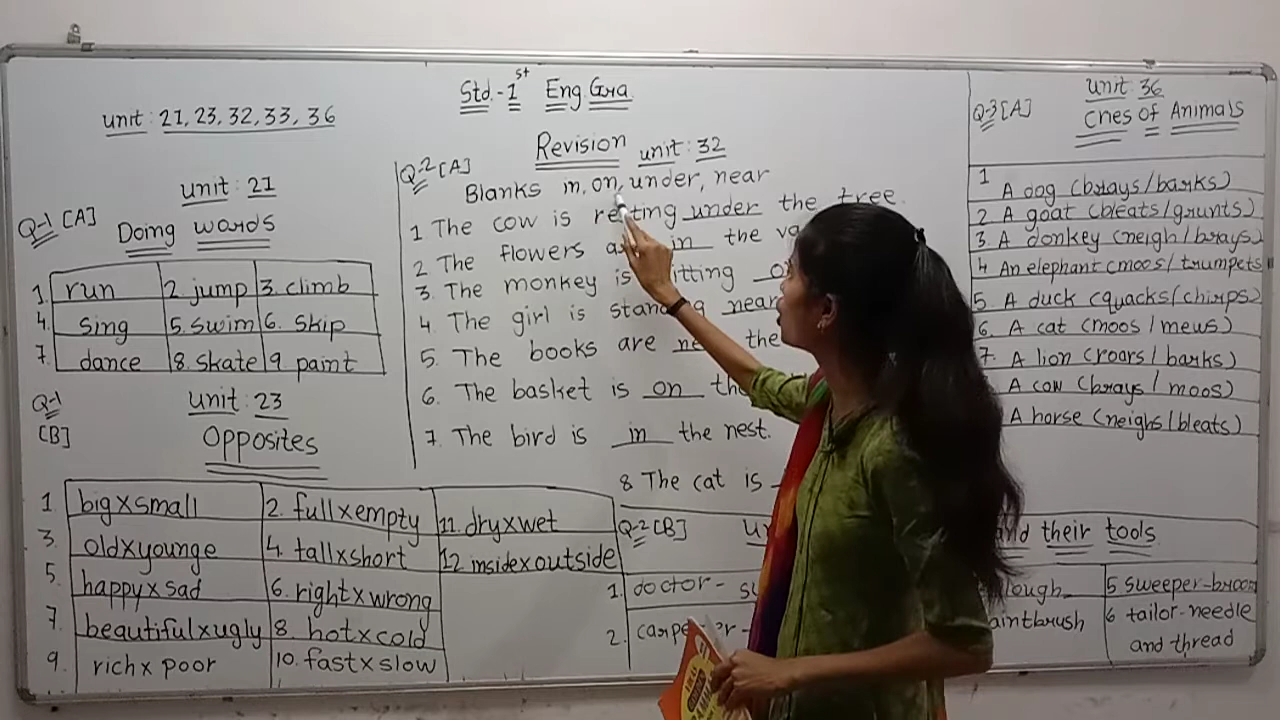 Std.-1st Eng.Gra.
unit: 21, 23, 32, 33, 36
Revision
unit: 21
Q-1 [A]
Doing words
1. run 2. jump 3. climb
4. sing 5. swim 6. skip
7. dance 8. skate 9. paint
Q-1 [B]
unit: 23
Opposites
1. big x small 2. full x empty 11. dry x wet
3. old x younge 4. tall x short 12 inside x outside
5. happy x sad 6. right x wrong
7. beautiful x ugly 8. hot x cold
9. rich x poor 10. fast x slow
Q-2 [A] unit: 32
Blanks in, on, under, near
1 The cow is resting under the tree.
2 The flowers are in the
3. The monkey is sitting
4. The girl is standing near
5. The books are the
6. The basket is on
7. The bird is in the nest.
8 The cat is
Q-2 [B] and their tools
1. doctor-
2. carpenter-
paintbrush
5 sweeper-broom
6 tailor-needle
and thread
unit 36
Q-3 [A] Cries of Animals
1 A dog (brays/barks)
2 A goat (bleats/grunts)
3. A donkey (neigh/brays)
4 An elephant (moos/trumpets
5. A duck (quacks/chirps)
6. A cat (moos/mews)
7. A lion (roars/barks)
A cow (brays/moos)
A horse (neighs/bleats)